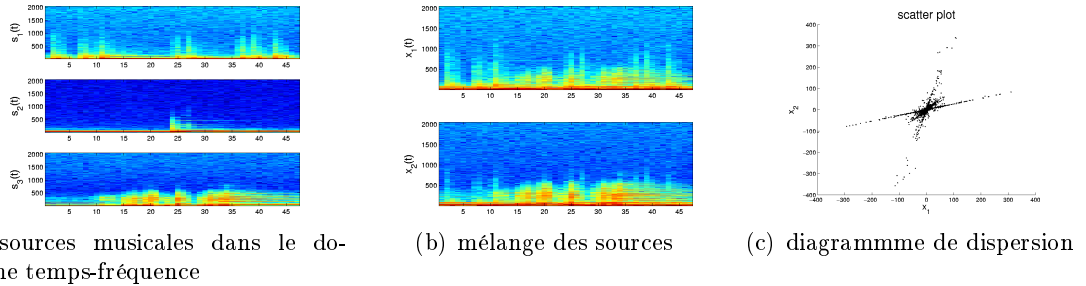 2000
1500
1000
500
s1(t)
5 10 15 20 25 30 35 40 45
2000
1500
1000
500
s2(t)
5 10 15 20 25 30 35 40 45
2000
1500
1000
500
s3(t)
5 10 15 20 25 30 35 40 45
sources musicales dans le do-
ne temps-fréquence
2000
1500
1000
500
x1(t)
5 10 15 20 25 30 35 40 45
2000
1500
1000
500
x2(t)
5 10 15 20 25 30 35 40 45
(b) mélange des sources
scatter plot
400
300
200
100
0
-100
-200
-300
-400
x2
-400 -300 -200 -100 0 100 200 300 400
x1
(c) diagrammme de dispersion